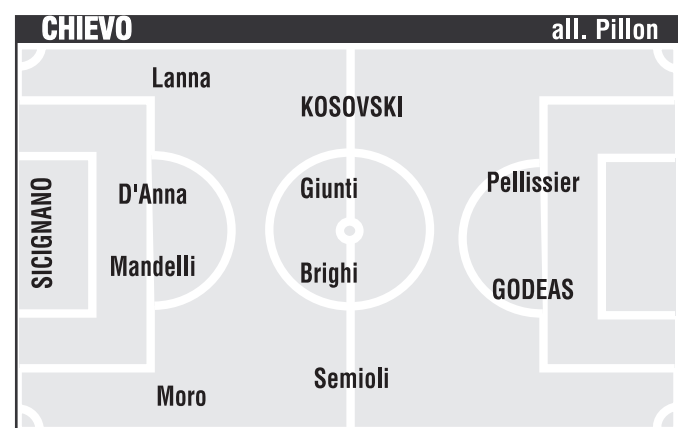 CHIEVO all. Pillon
Lanna
KOSOVSKI
Pellissier
D'Anna
Giunti
SICIGNANO
Mandelli
Brighi
GODEAS
Semioli
Moro